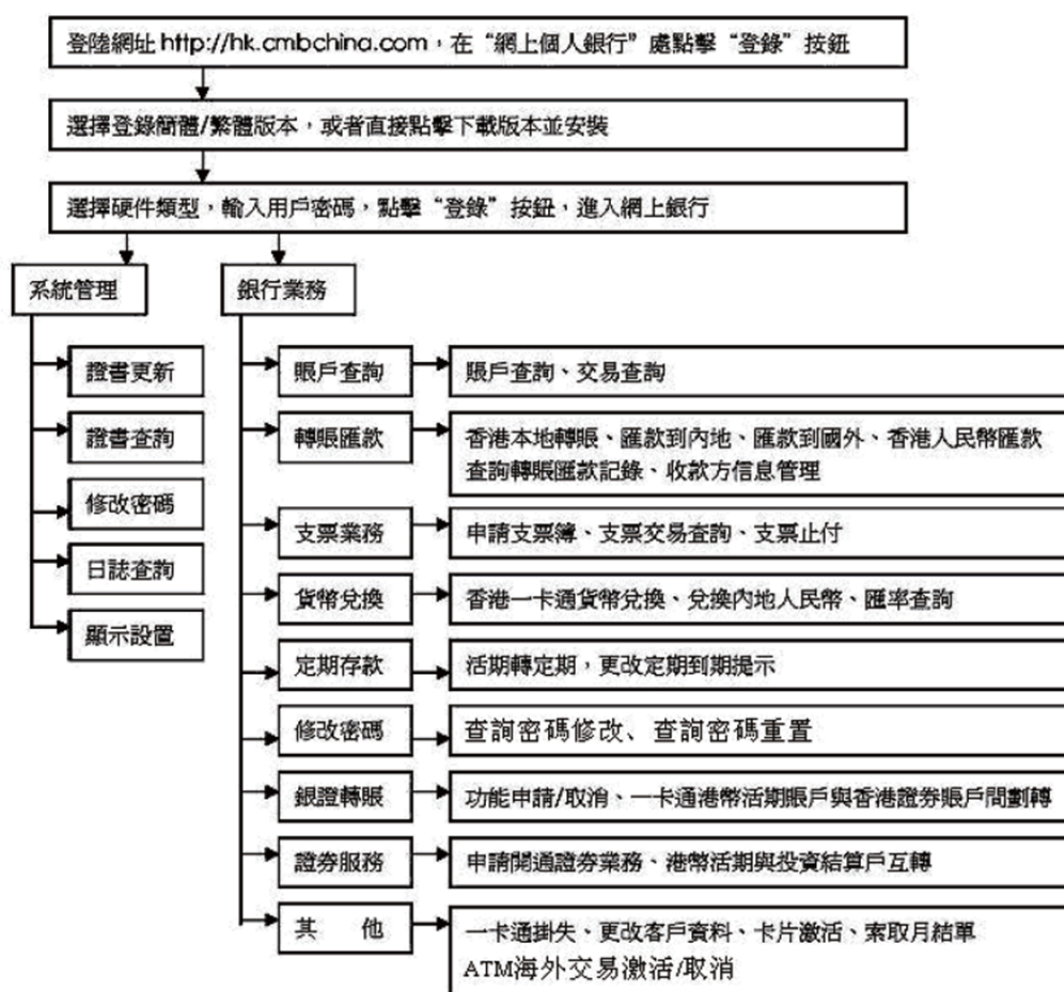 登陸網址 http://hk.cmbchina.com，在“網上個人銀行”處點擊“登錄”按鈕
選擇登錄簡體/繁體版本，或者直接點擊下載版本並安裝
選擇硬件類型，輸入用戶密碼，點擊“登錄”按鈕，進入網上銀行
系統管理
銀行業務
證書更新
證書查詢
修改密碼
日誌查詢
顯示設置
賬戶查詢
賬戶查詢、交易查詢
轉賬匯款
香港本地轉賬、匯款到內地、匯款到國外、香港人民幣匯款
查詢轉賬匯款記錄、收款方信息管理
支票業務
申請支票簿、支票交易查詢、支票止付
貨幣兌換
香港一卡通貨幣兌換、兌換內地人民幣、匯率查詢
定期存款
活期轉定期，更改定期到期提示
修改密碼
查詢密碼修改、查詢密碼重置
銀證轉賬
功能申請/取消、一卡通港幣活期賬戶與香港證券賬戶間劃轉
證券服務
申請開通證券業務、港幣活期與投資結算戶互轉
其 他
一卡通掛失、更改客戶資料、卡片激活、索取月結單
ATM海外交易激活/取消